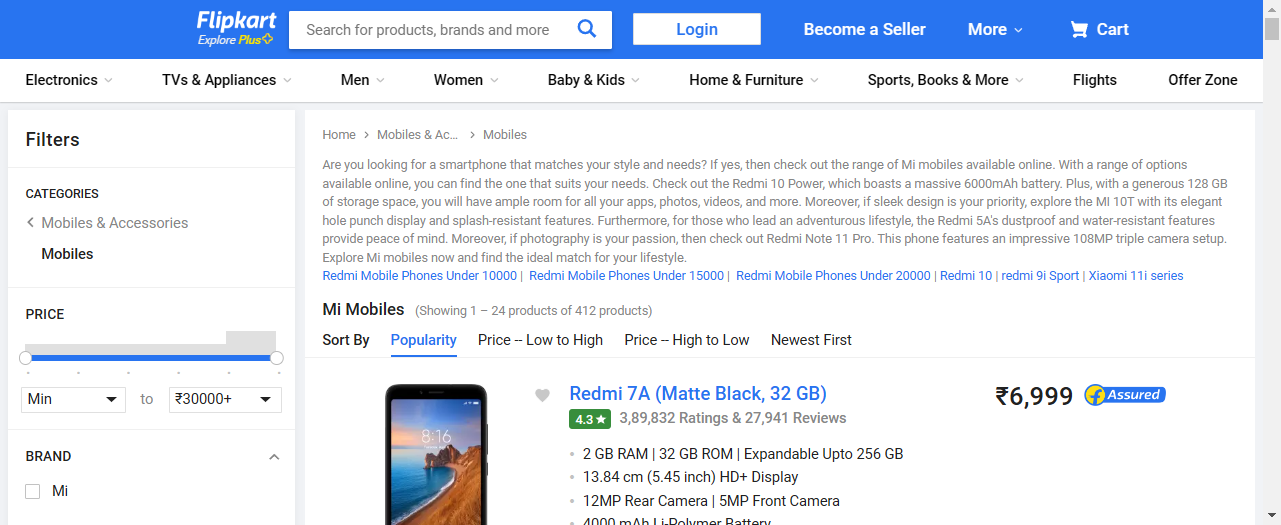 Flipkart
Explore Plus
Search for products, brands and more
Login
Become a Seller
More
Cart
Electronics
TVs & Appliances
Men
Women
Baby & Kids
Home & Furniture
Sports, Books & More
Flights
Offer Zone
Filters
CATEGORIES
Mobiles & Accessories
Mobiles
PRICE
Min
to
₹30000+
BRAND
Mi
Home
Mobiles & Ac...
Mobiles
Are you looking for a smartphone that matches your style and needs? If yes, then check out the range of Mi mobiles available online. With a range of options
available online, you can find the one that suits your needs. Check out the Redmi 10 Power, which boasts a massive 6000mAh battery. Plus, with a generous 128 GB
of storage space, you will have ample room for all your apps, photos, videos, and more. Moreover, if sleek design is your priority, explore the MI 10T with its elegant
hole punch display and splash-resistant features. Furthermore, for those who lead an adventurous lifestyle, the Redmi 5A's dustproof and water-resistant features
provide peace of mind. Moreover, if photography is your passion, then check out Redmi Note 11 Pro. This phone features an impressive 108MP triple camera setup.
Explore Mi mobiles now and find the ideal match for your lifestyle.
Redmi Mobile Phones Under 10000 | Redmi Mobile Phones Under 15000 | Redmi Mobile Phones Under 20000 | Redmi 10 | redmi 9i Sport | Xiaomi 11i series
Mi Mobiles (Showing 1 – 24 products of 412 products)
Sort By Popularity Price -- Low to High Price -- High to Low Newest First
8:16
Redmi 7A (Matte Black, 32 GB)
4.3 ★ 3,89,832 Ratings & 27,941 Reviews
• 2 GB RAM | 32 GB ROM | Expandable Upto 256 GB
• 13.84 cm (5.45 inch) HD+ Display
• 12MP Rear Camera | 5MP Front Camera
• 4000 mAh Li-Polymer Battery
₹6,999
f Assured